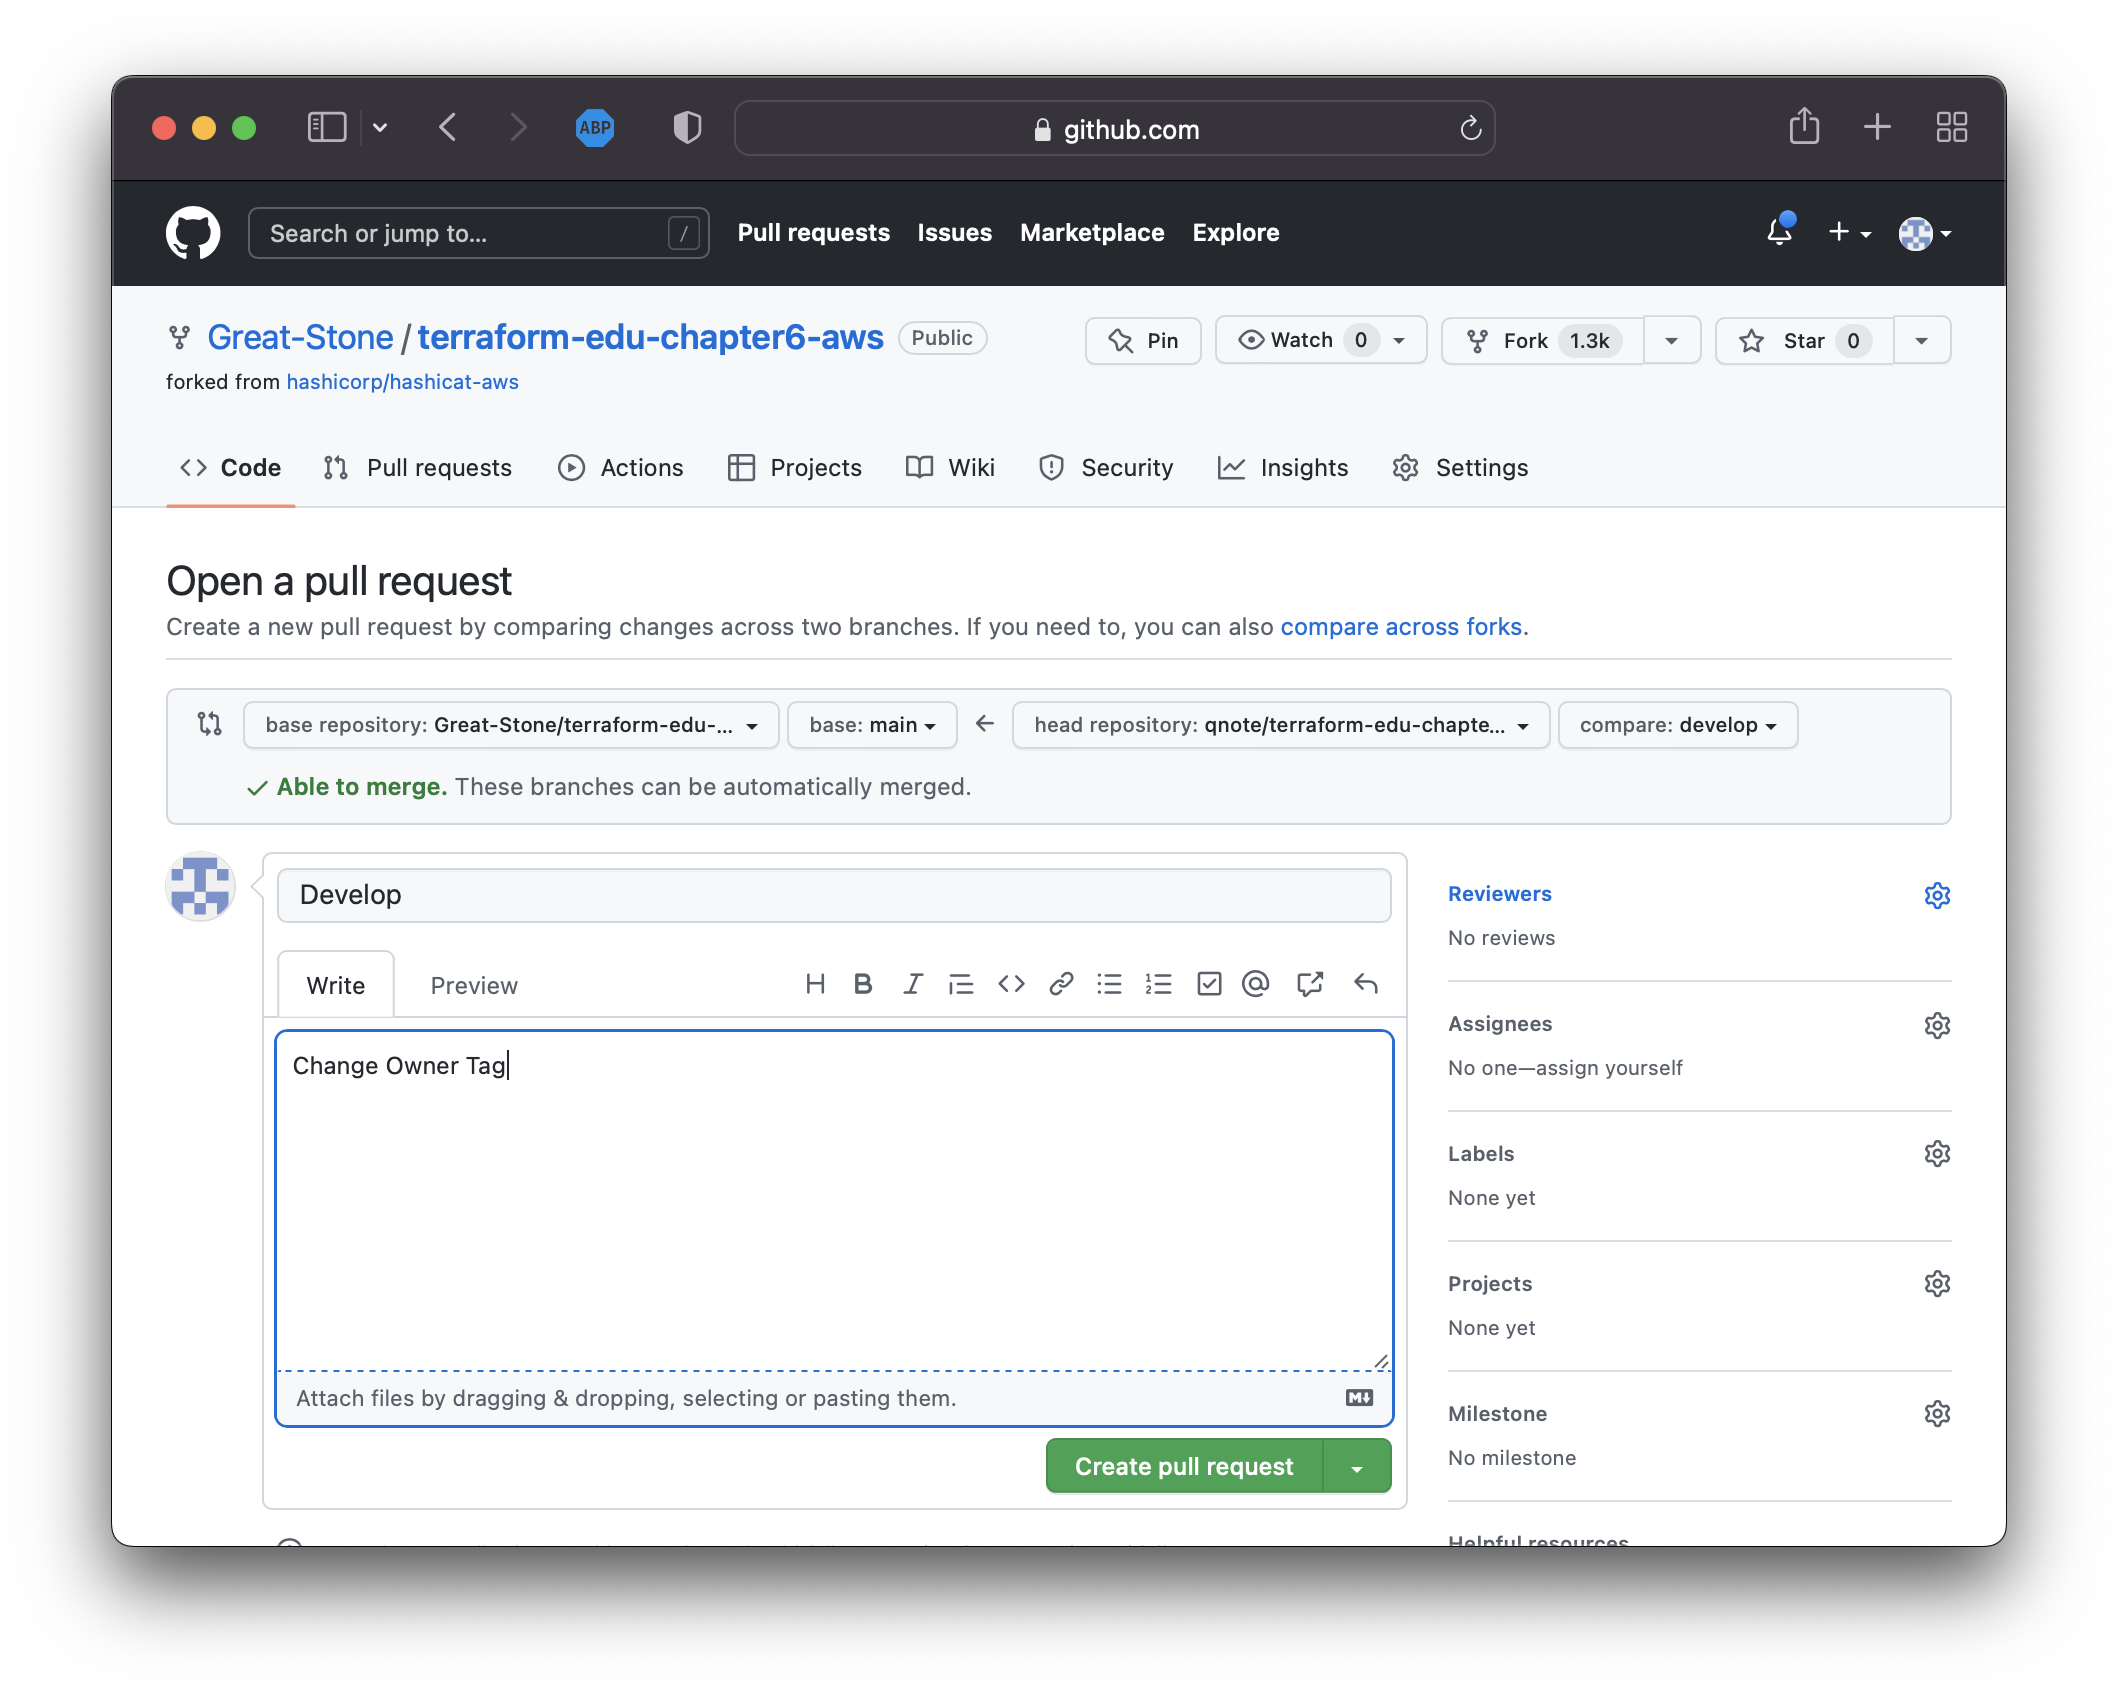 ABP
github.com
Search or jump to... / Pull requests Issues Marketplace Explore
Great-Stone / terraform-edu-chapter6-aws Public Pin Watch 0 Fork 1.3k Star 0
forked from hashicorp/hashicat-aws
Code Pull requests Actions Projects Wiki Security Insights Settings
Open a pull request
Create a new pull request by comparing changes across two branches. If you need to, you can also compare across forks.
base repository: Great-Stone/terraform-edu-... base: main head repository: qnote/terraform-edu-chapte... compare: develop
Able to merge. These branches can be automatically merged.
Develop
Write Preview
Change Owner Tag
Attach files by dragging & dropping, selecting or pasting them.
Create pull request
Reviewers
No reviews
Assignees
No one—assign yourself
Labels
None yet
Projects
None yet
Milestone
No milestone
Helpful resources